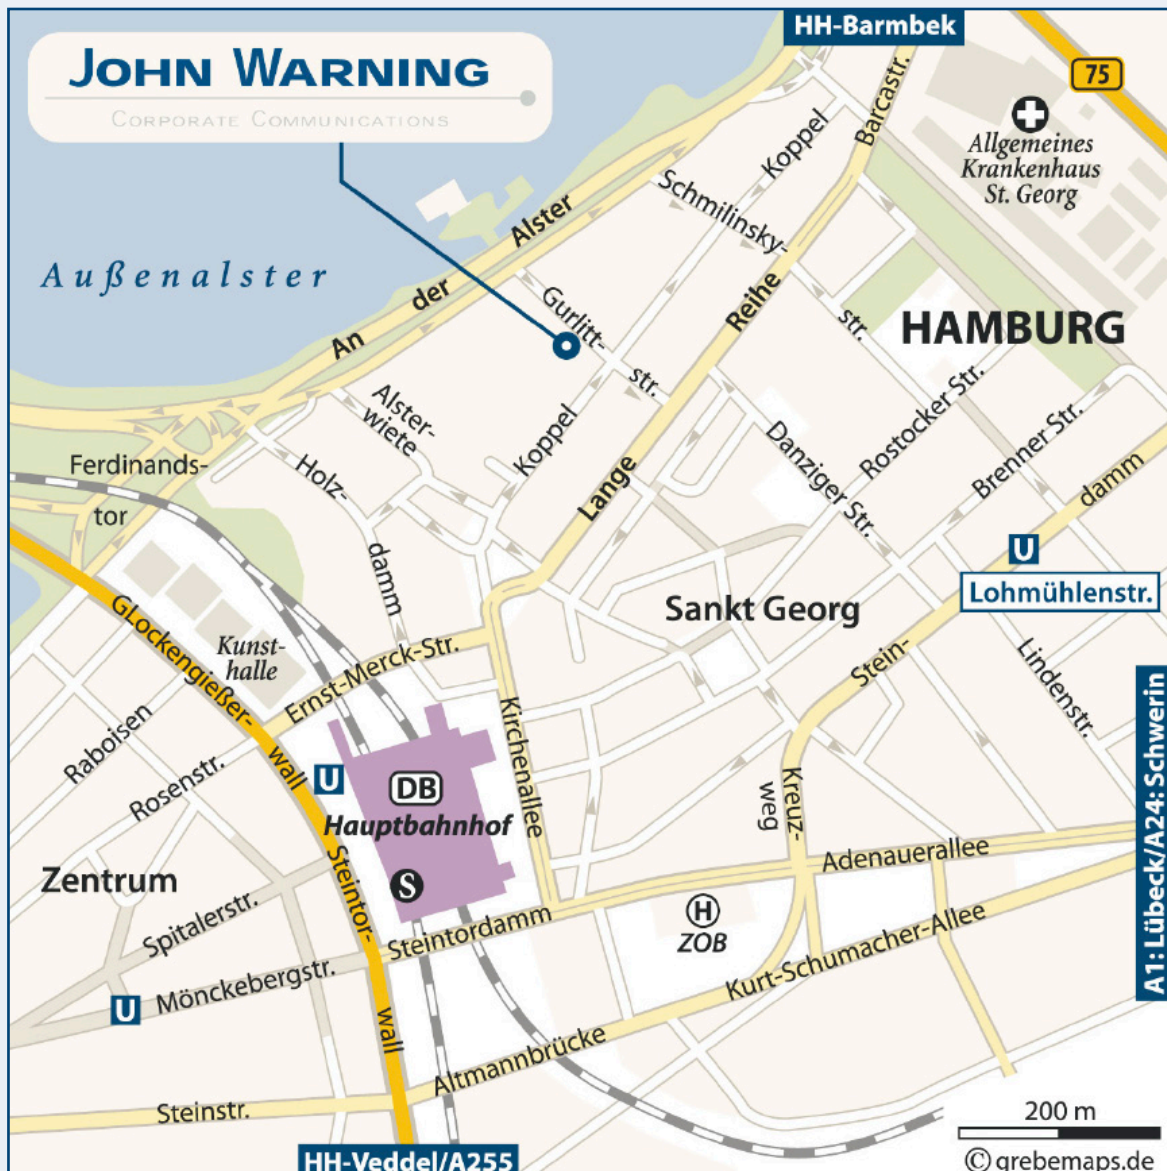 HH-Barmbek
JOHN WARNING
CORPORATE COMMUNICATIONS
75
Allgemeines
Krankenhaus
St. Georg
Barcastr.
Koppel
Schmilinsky-
str.
Außenalster
An der Alster
Gurlitt-
str.
Lange Reihe
HAMBURG
Alster-
wiete
Koppel
Danziger Str.
Rostocker Str.
Brenner Str.
Ferdinands-
tor
Holz-
damm
U
Lohmühlenstr.
Stein-
damm
Sankt Georg
Lindenstr.
GLockengießer-
wall
Kunst-
halle
Ernst-Merck-Str.
Kirchenallee
Raboisen
Rosenstr.
U
DB
Hauptbahnhof
S
Kreuz-
weg
Adenauerallee
A1: Lübeck/A24: Schwerin
Zentrum
Spitalerstr.
Steintor-
wall
Steintordamm
H
ZOB
Kurt-Schumacher-Allee
U
Mönckebergstr.
Altmannbrücke
Steinstr.
200 m
HH-Veddel/A255
© grebemaps.de